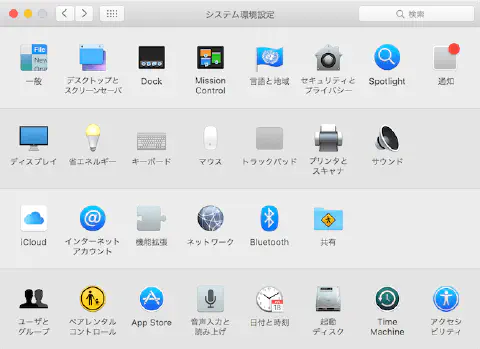 システム環境設定
検索
一般
デスクトップと
スクリーンセーバ
Dock
Mission
Control
言語と地域
セキュリティと
プライバシー
Spotlight
通知
ディスプレイ
省エネルギー
キーボード
マウス
トラックパッド
プリンタと
スキャナ
サウンド
iCloud
インターネット
アカウント
機能拡張
ネットワーク
Bluetooth
共有
ユーザと
グループ
ペアレンタル
コントロール
App Store
音声入力と
読み上げ
日付と時刻
起動
ディスク
Time
Machine
アクセシ
ビリティ
File
New
JUL
18